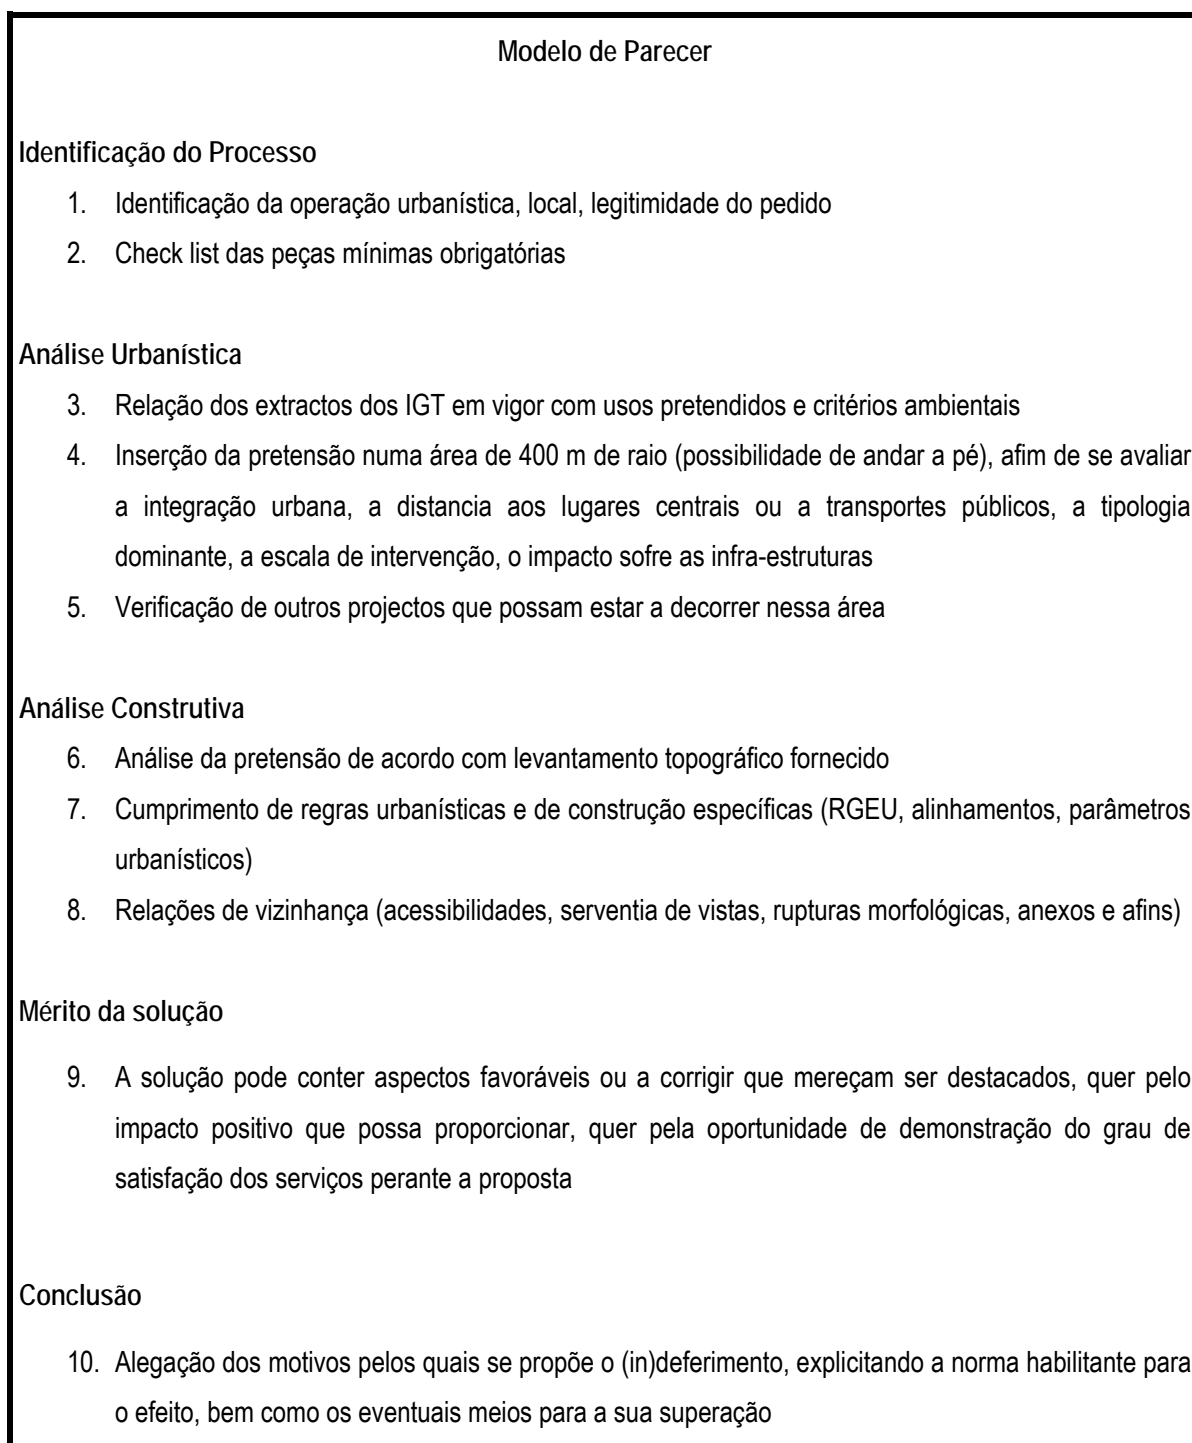 Modelo de Parecer
Identificação do Processo
1. Identificação da operação urbanística, local, legitimidade do pedido
2. Check list das peças mínimas obrigatórias
Análise Urbanística
3. Relação dos extractos dos IGT em vigor com usos pretendidos e critérios ambientais
4. Inserção da pretensão numa área de 400 m de raio (possibilidade de andar a pé), afim de se avaliar
a integração urbana, a distancia aos lugares centrais ou a transportes públicos, a tipologia
dominante, a escala de intervenção, o impacto sofre as infra-estruturas
5. Verificação de outros projectos que possam estar a decorrer nessa área
Análise Construtiva
6. Análise da pretensão de acordo com levantamento topográfico fornecido
7. Cumprimento de regras urbanísticas e de construção específicas (RGEU, alinhamentos, parâmetros
urbanísticos)
8. Relações de vizinhança (acessibilidades, serventia de vistas, rupturas morfológicas, anexos e afins)
Mérito da solução
9. A solução pode conter aspectos favoráveis ou a corrigir que mereçam ser destacados, quer pelo
impacto positivo que possa proporcionar, quer pela oportunidade de demonstração do grau de
satisfação dos serviços perante a proposta
Conclusão
10. Alegação dos motivos pelos quais se propõe o (in)deferimento, explicitando a norma habilitante para
o efeito, bem como os eventuais meios para a sua superação